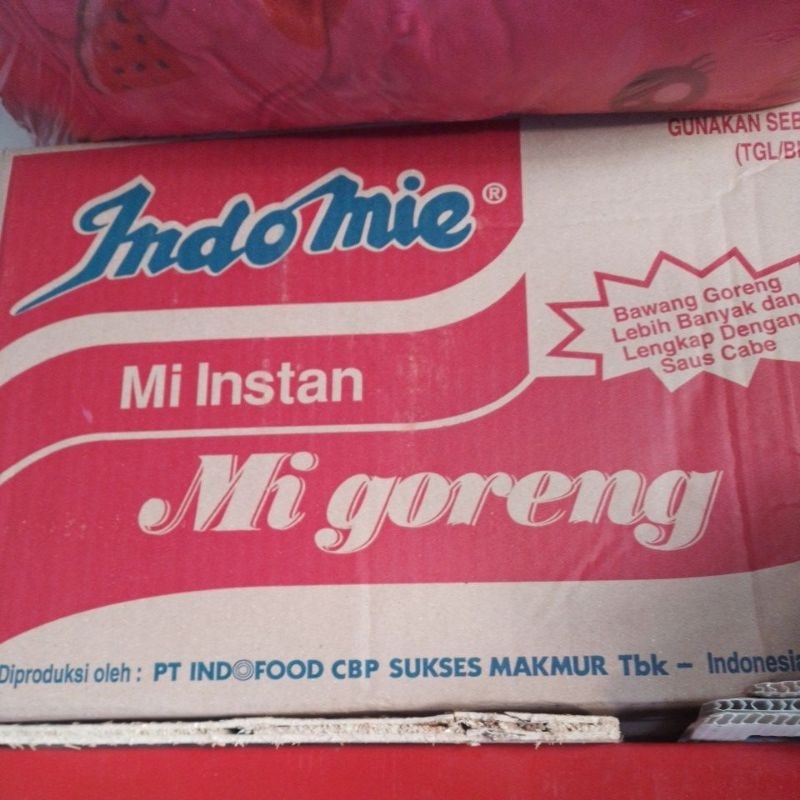 GUNAKAN SEB
(TGL/B
Indomie®
Bawang Goreng
Lebih Banyak dan
Lengkap Dengan
Saus Cabe
Mi Instan
Mi goreng
Diproduksi oleh : PT INDOFOOD CBP SUKSES MAKMUR Tbk – Indonesia